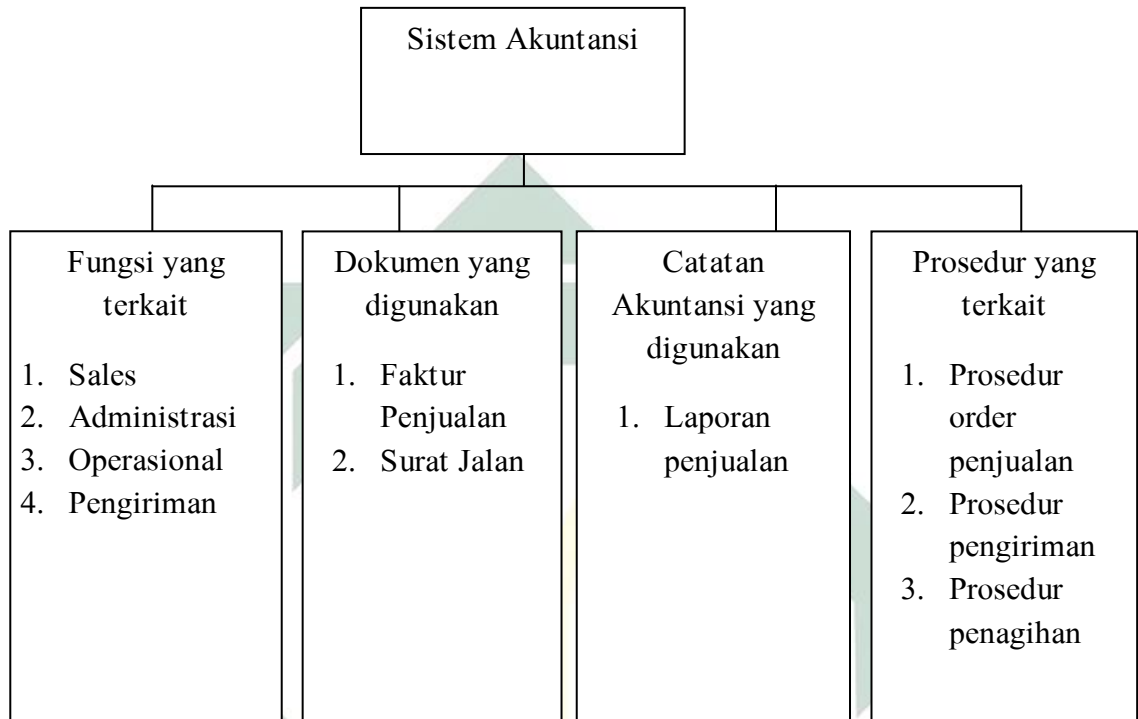 Sistem Akuntansi
Fungsi yang
terkait
1. Sales
2. Administrasi
3. Operasional
4. Pengiriman
Dokumen yang
digunakan
1. Faktur
Penjualan
2. Surat Jalan
Catatan
Akuntansi yang
digunakan
1. Laporan
penjualan
Prosedur yang
terkait
1. Prosedur
order
penjualan
2. Prosedur
pengiriman
3. Prosedur
penagihan